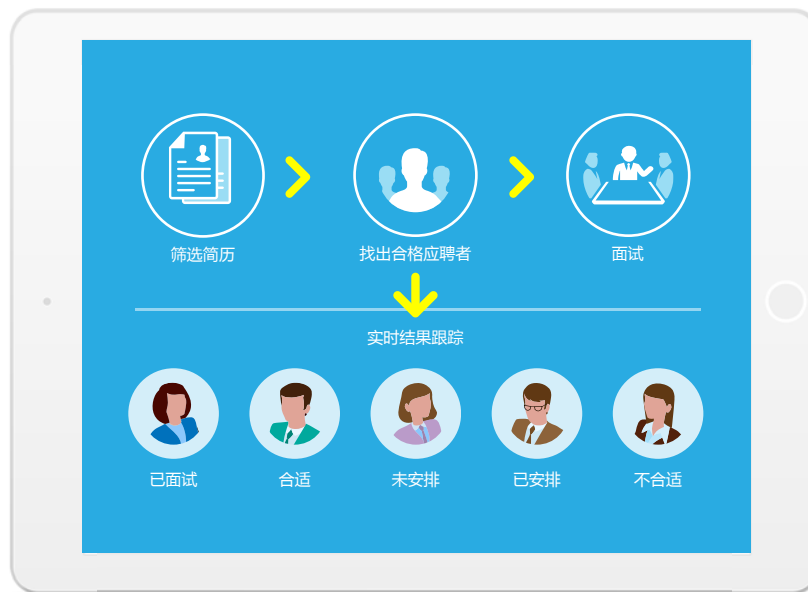 筛选简历
找出合格应聘者
面试
实时结果跟踪
已面试
合适
未安排
已安排
不合适